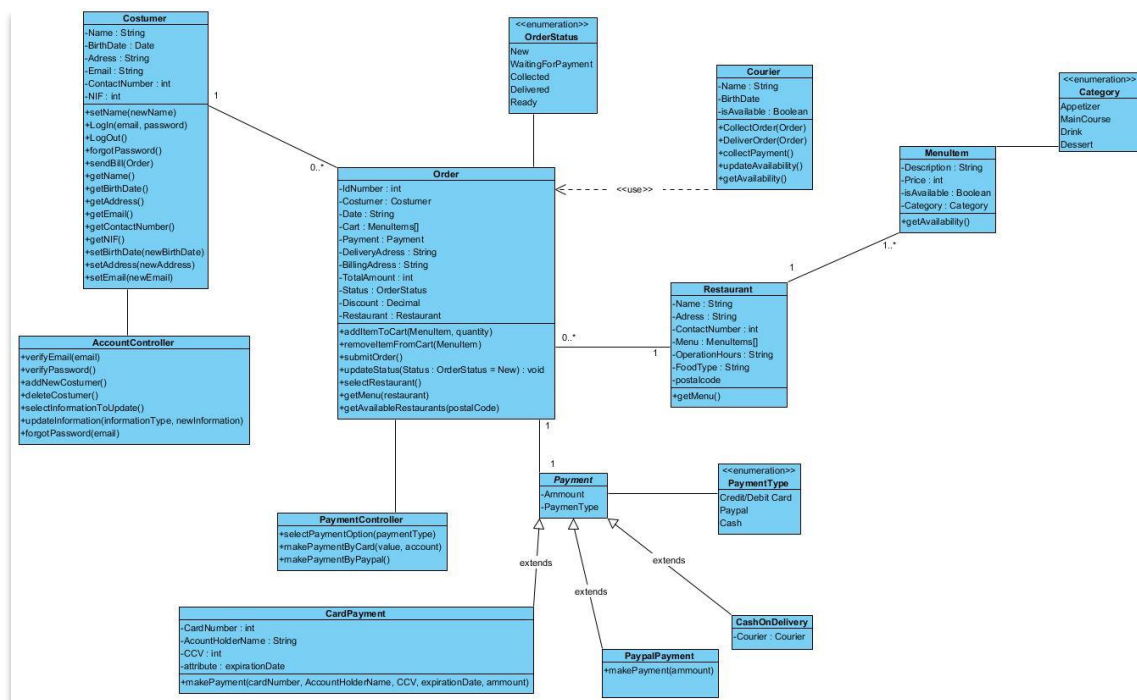 Costumer
-Name : String
-BirthDate : Date
-Adress : String
-Email : String
-ContactNumber : int
-NIF : int
+setName(newName)
+LogIn(email, password)
+LogOut()
+forgotPassword()
+sendBill(Order)
+getName()
+getBirthDate()
+getAddress()
+getEmail()
+getContactNumber()
+getNIF()
+setBirthDate(newBirthDate)
+setAddress(newAddress)
+setEmail(newEmail)
1
0..*
<<enumeration>>
OrderStatus
New
WaitingForPayment
Collected
Delivered
Ready
Courier
-Name : String
-BirthDate
-isAvailable : Boolean
+CollectOrder(Order)
+DeliverOrder(Order)
+collectPayment()
+updateAvailability()
+getAvailability()
<<use>>
<<enumeration>>
Category
Appetizer
MainCourse
Drink
Dessert
MenuItem
-Description : String
-Price : int
-isAvailable : Boolean
-Category : Category
+getAvailability()
1..*
1
Order
-IdNumber : int
-Costumer : Costumer
-Date : String
-Cart : MenuItems[]
-Payment : Payment
-DeliveryAdress : String
-BillingAdress : String
-TotalAmount : int
-Status : OrderStatus
-Discount : Decimal
-Restaurant : Restaurant
+addItemToCart(MenuItem, quantity)
+removeItemFromCart(MenuItem)
+submitOrder()
+updateStatus(Status : OrderStatus = New) : void
+selectRestaurant()
+getMenu(restaurant)
+getAvailableRestaurants(postalCode)
0..*
1
Restaurant
-Name : String
-Adress : String
-ContactNumber : int
-Menu : MenuItems[]
-OperationHours : String
-FoodType : String
-postalcode
+getMenu()
AccountController
+verifyEmail(email)
+verifyPassword()
+addNewCostumer()
+deleteCostumer()
+selectInformationToUpdate()
+updateInformation(informationType, newInformation)
+forgotPassword(email)
1
1
Payment
-Ammount
-PaymenType
<<enumeration>>
PaymentType
Credit/Debit Card
Paypal
Cash
PaymentController
+selectPaymentOption(paymentType)
+makePaymentByCard(value, account)
+makePaymentByPaypal()
extends
extends
extends
CardPayment
-CardNumber : int
-AcountHolderName : String
-CCV : int
-attribute : expirationDate
+makePayment(cardNumber, AccountHolderName, CCV, expirationDate, ammount)
PaypalPayment
+makePayment(ammount)
CashOnDelivery
-Courier : Courier